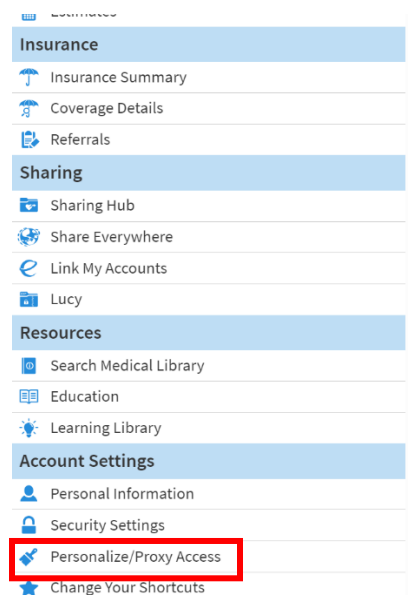 Estimates
Insurance
Insurance Summary
Coverage Details
Referrals
Sharing
Sharing Hub
Share Everywhere
Link My Accounts
Lucy
Resources
Search Medical Library
Education
Learning Library
Account Settings
Personal Information
Security Settings
Personalize/Proxy Access
Change Your Shortcuts